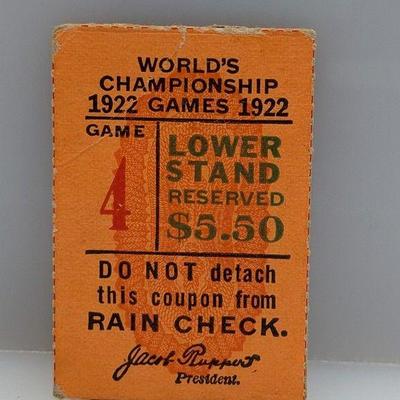 WORLD'S
CHAMPIONSHIP
1922 GAMES 1922
GAME
4
LOWER
STAND
RESERVED
$5.50
DO NOT detach
this coupon from
RAIN CHECK.
Jacob Ruppert
President.